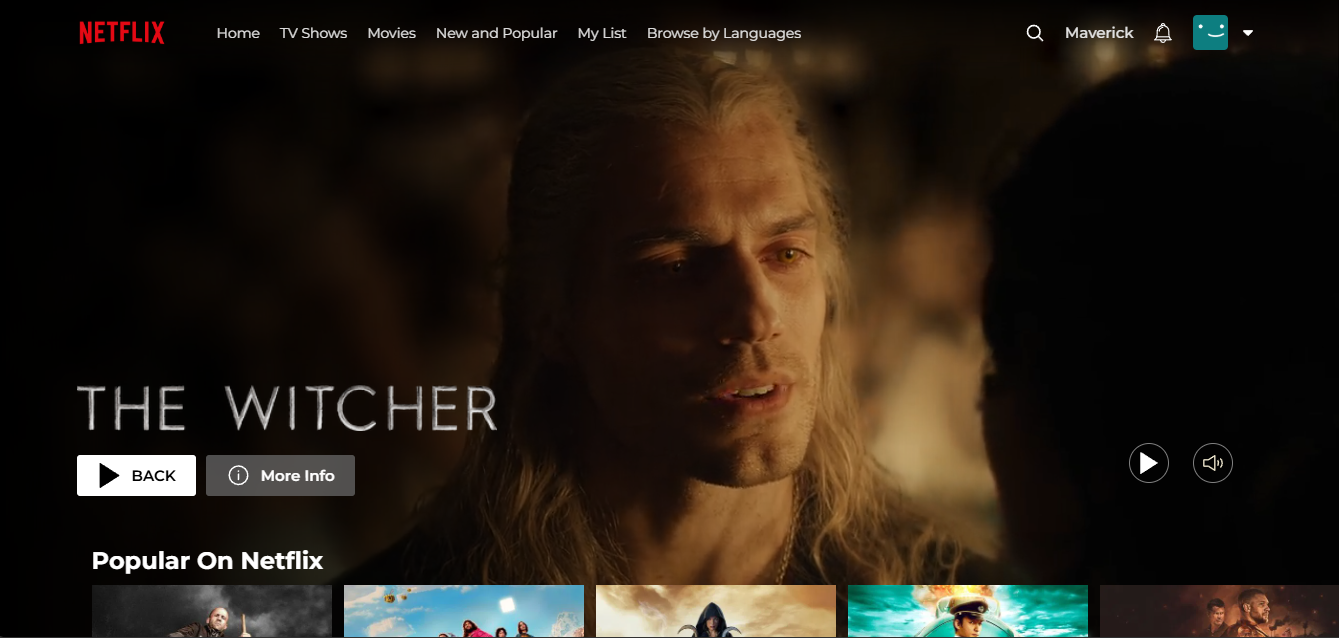 NETFLIX Home TV Shows Movies New and Popular My List Browse by Languages Maverick
THE WITCHER
BACK More Info
Popular On Netflix